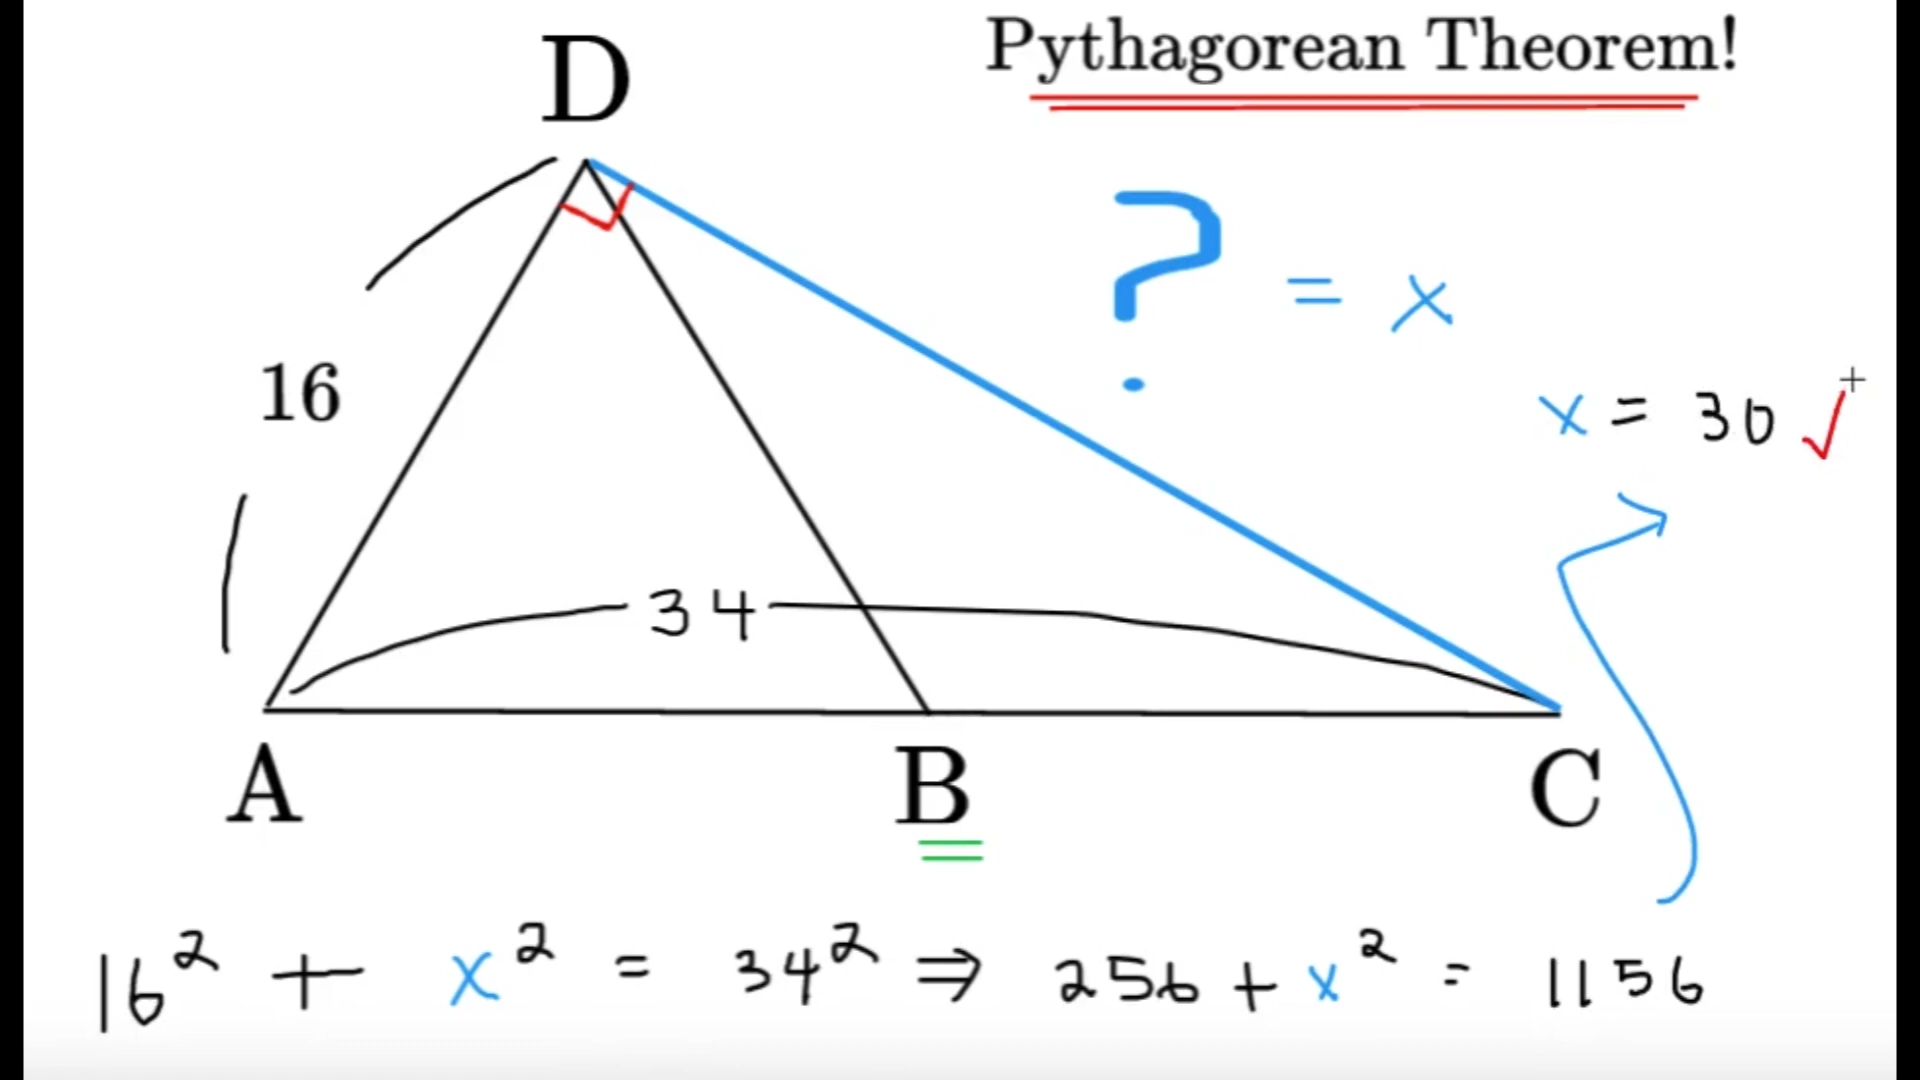 D
Pythagorean Theorem!
? = x
16
x = 30
34
A
B
C
16² + x² = 34² ⇒ 256 + x² = 1156